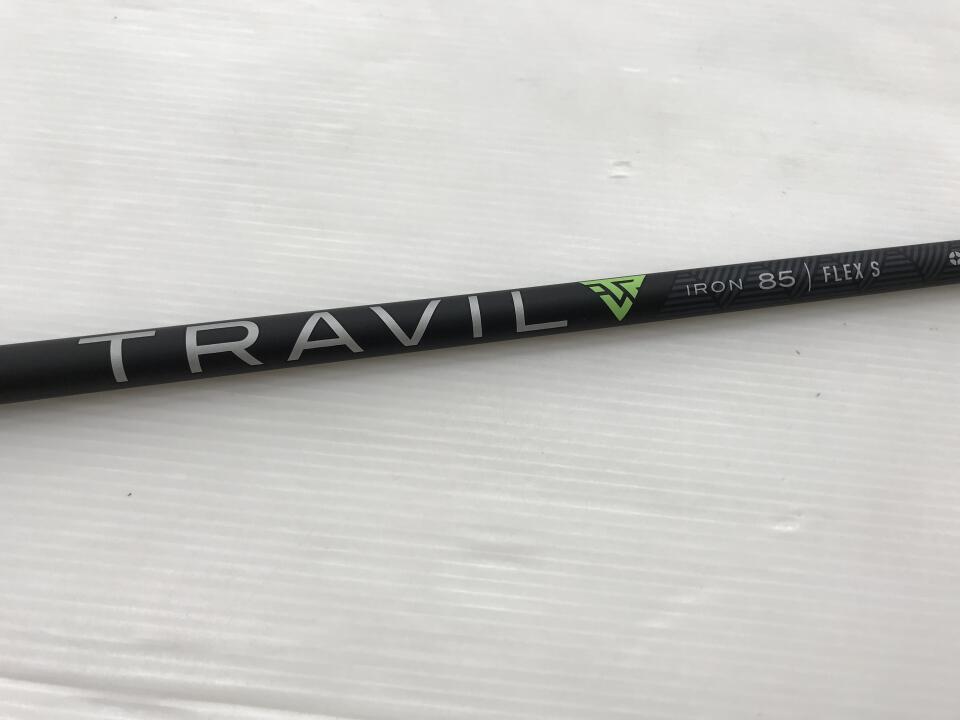 TRAVIL IRON 85 | FLEX S